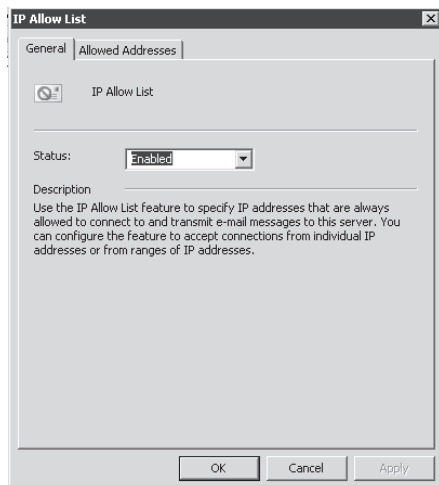 IP Allow List
General
Allowed Addresses
IP Allow List
Status:
Enabled
Description
Use the IP Allow List feature to specify IP addresses that are always
allowed to connect to and transmit e-mail messages to this server. You
can configure the feature to accept connections from individual IP
addresses or from ranges of IP addresses.
OK
Cancel
Apply